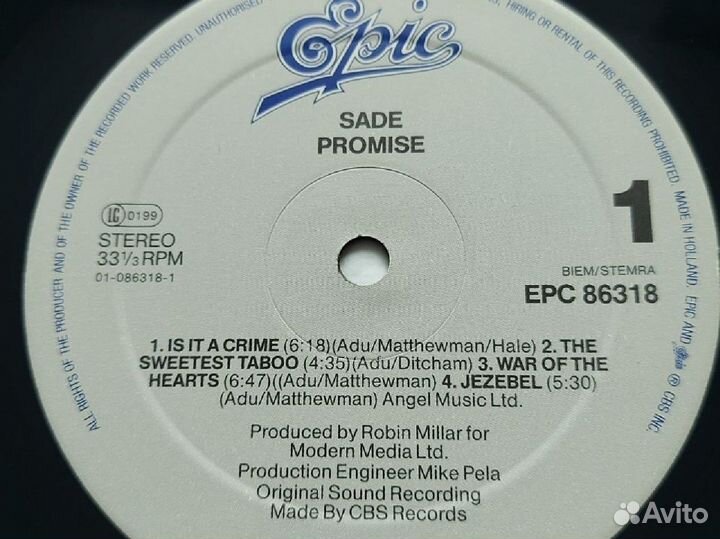 ALL RIGHTS OF THE PRODUCER AND OF THE OWNER OF THE RECORDED WORK RESERVED. UNAUTHORISED
HIRING OR RENTAL OF THIS RECORD PROHIBITED. MADE IN HOLLAND. EPIC AND Epic ℗ CBS INC.
Epic
SADE
PROMISE
LC 0199
STEREO
33⅓ RPM
01-086318-1
1
BIEM/STEMRA
EPC 86318
1. IS IT A CRIME (6:18)(Adu/Matthewman/Hale) 2. THE
SWEETEST TABOO (4:35)(Adu/Ditcham) 3. WAR OF THE
HEARTS (6:47)((Adu/Matthewman) 4. JEZEBEL (5:30)
(Adu/Matthewman) Angel Music Ltd.
Produced by Robin Millar for
Modern Media Ltd.
Production Engineer Mike Pela
Original Sound Recording
Made By CBS Records
Avito